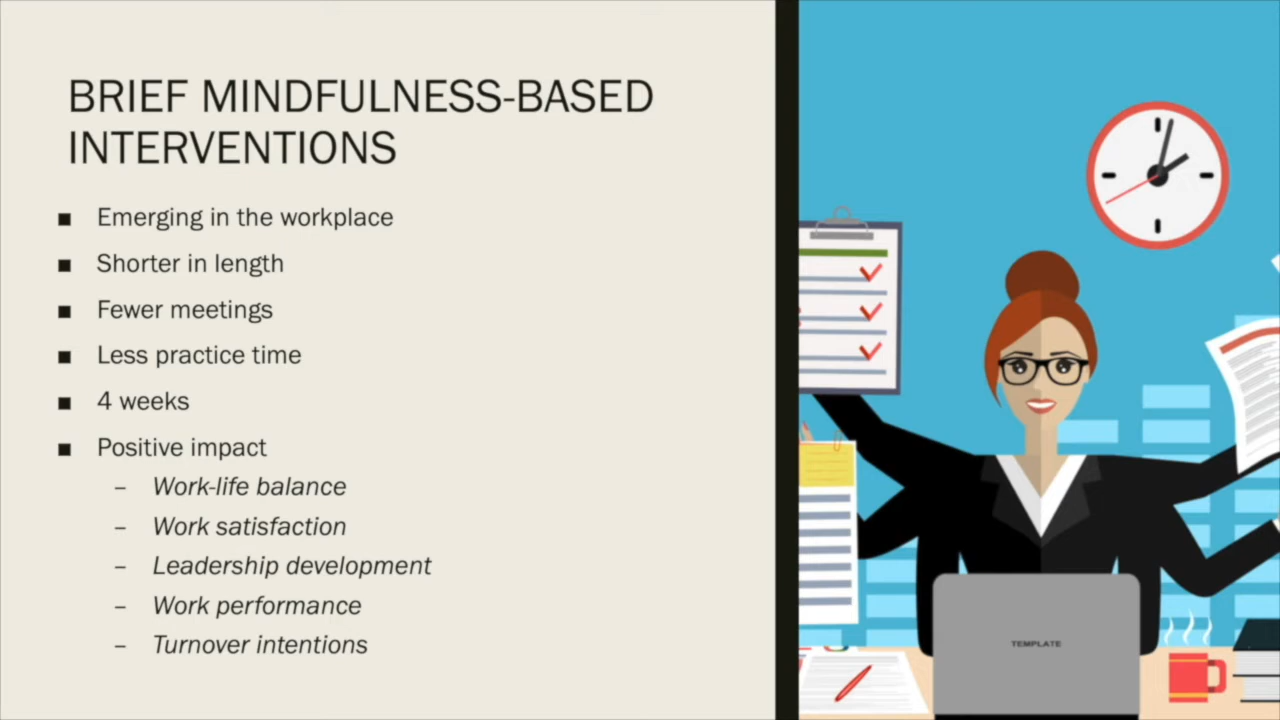 BRIEF MINDFULNESS-BASED
INTERVENTIONS
■ Emerging in the workplace
■ Shorter in length
■ Fewer meetings
■ Less practice time
■ 4 weeks
■ Positive impact
– Work-life balance
– Work satisfaction
– Leadership development
– Work performance
– Turnover intentions
TEMPLATE